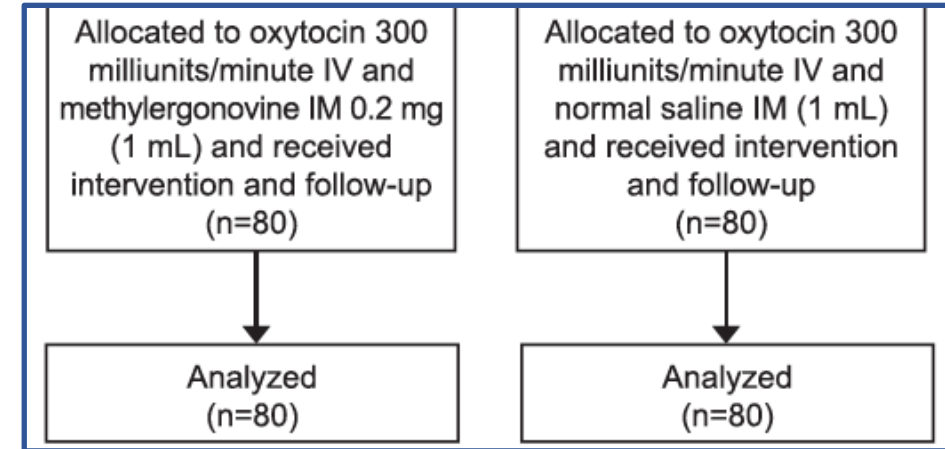 Allocated to oxytocin 300
milliunits/minute IV and
methylergonovine IM 0.2 mg
(1 mL) and received
intervention and follow-up
(n=80)
Allocated to oxytocin 300
milliunits/minute IV and
normal saline IM (1 mL)
and received intervention
and follow-up
(n=80)
Analyzed
(n=80)
Analyzed
(n=80)